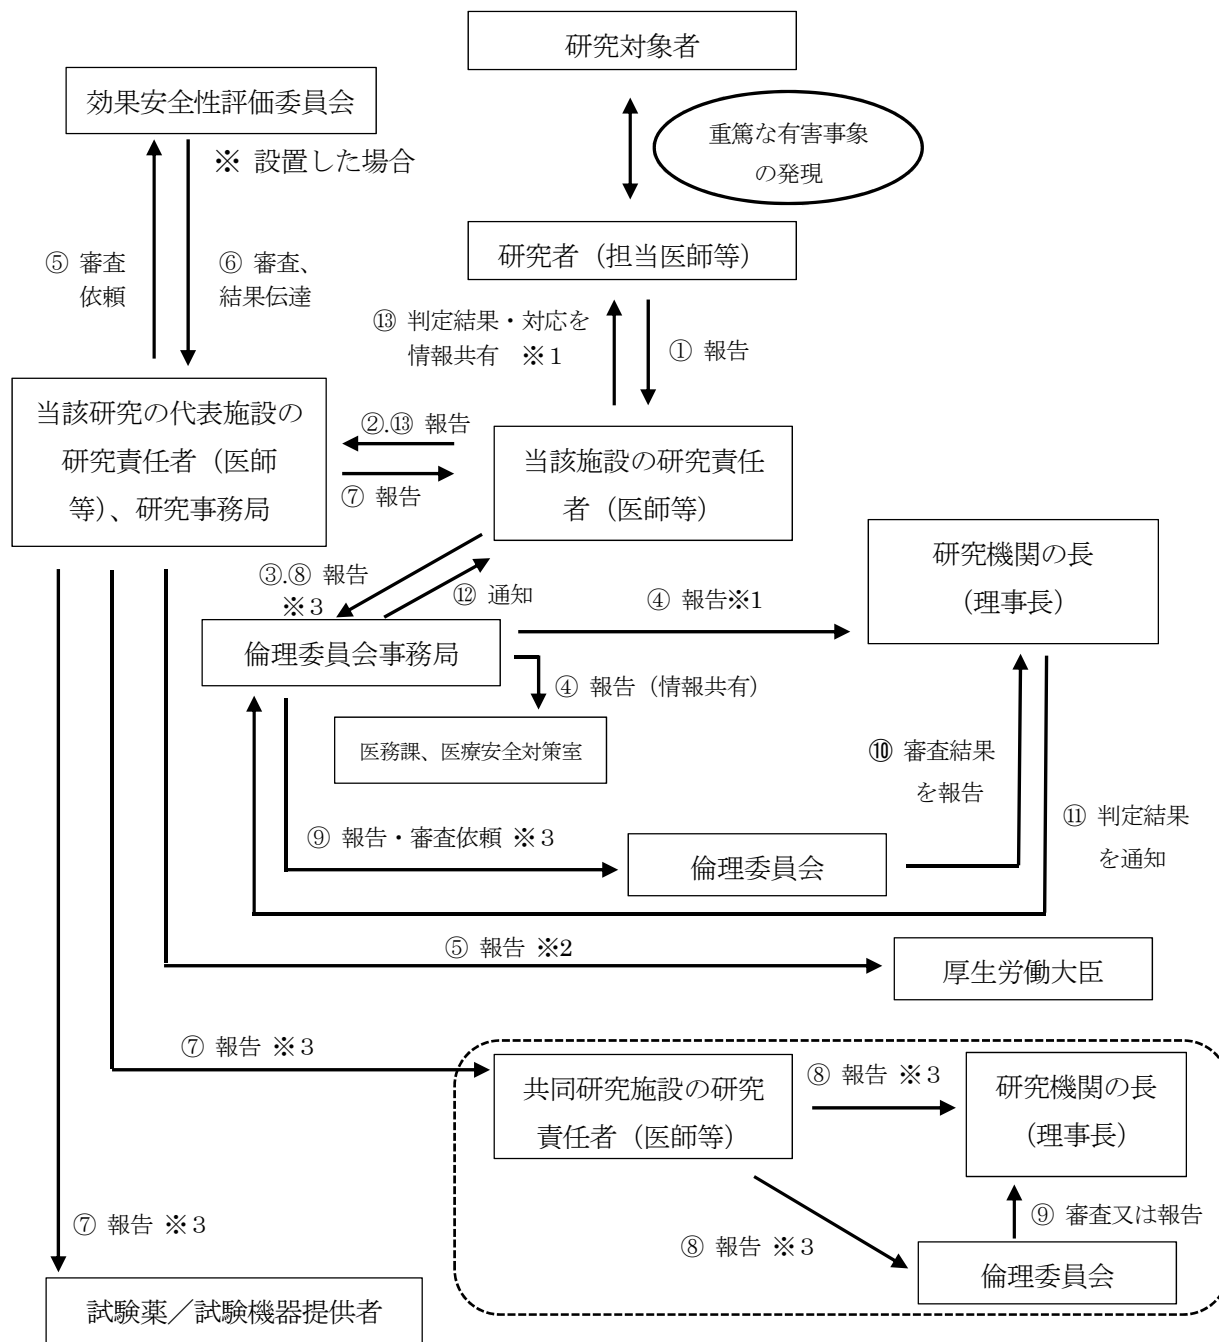 研究対象者
効果安全性評価委員会
※ 設置した場合
重篤な有害事象
の発現
研究者（担当医師等）
⑤ 審査
依頼
⑥ 審査、
結果伝達
⑬ 判定結果・対応を
情報共有 ※１
① 報告
当該研究の代表施設の
研究責任者（医師
等）、研究事務局
②.⑬ 報告
⑦ 報告
当該施設の研究責任
者（医師等）
③.⑧ 報告
※３
⑫ 通知
研究機関の長
（理事長）
④ 報告※1
倫理委員会事務局
④ 報告（情報共有）
医務課、医療安全対策室
⑩ 審査結果
を報告
⑪ 判定結果
を通知
⑨ 報告・審査依頼 ※３
倫理委員会
⑤ 報告 ※2
厚生労働大臣
⑦ 報告 ※３
共同研究施設の研究
責任者（医師等）
⑧ 報告 ※３
研究機関の長
（理事長）
⑦ 報告 ※３
⑧ 報告 ※３
⑨ 審査又は報告
倫理委員会
試験薬／試験機器提供者